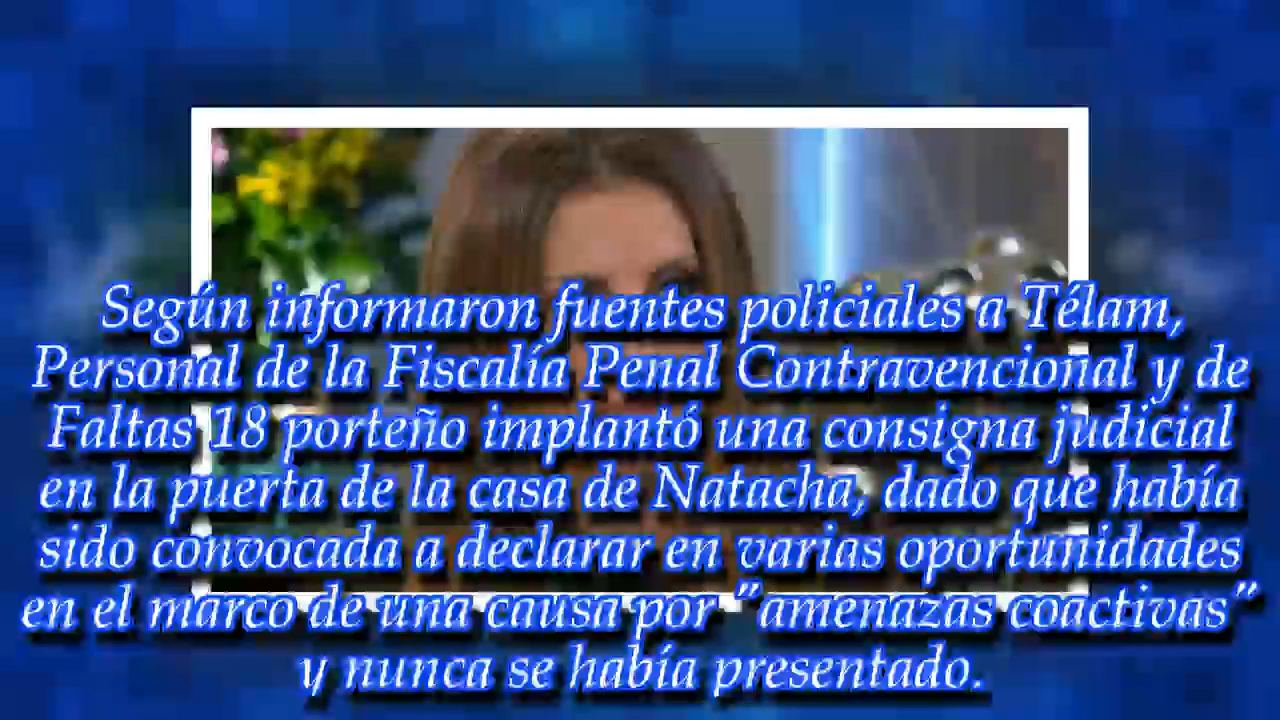 Según informaron fuentes policiales a Télam,
Personal de la Fiscalía Penal Contravencional y de
Faltas 18 porteño implantó una consigna judicial
en la puerta de la casa de Natacha, dado que había
sido convocada a declarar en varias oportunidades
en el marco de una causa por "amenazas coactivas"
y nunca se había presentado.